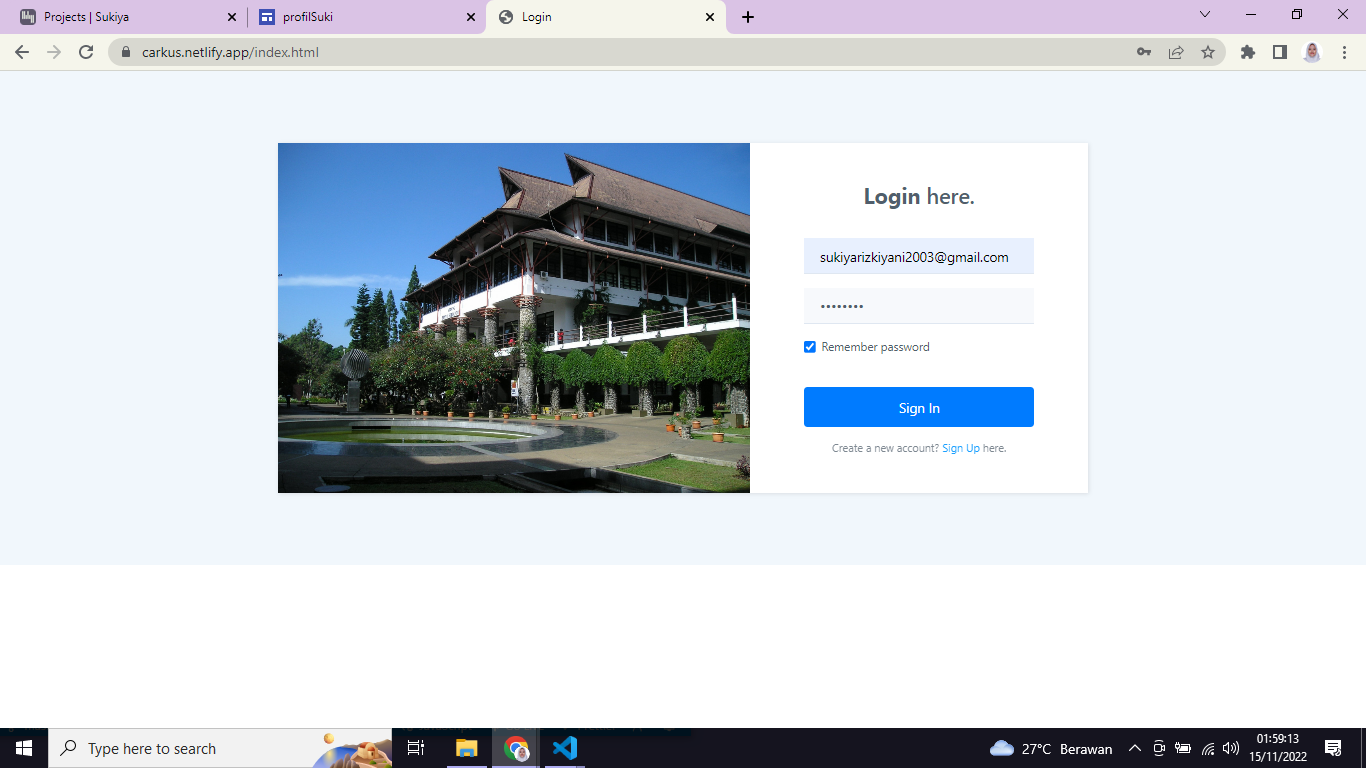 Projects | Sukiya
profilSuki
Login
carkus.netlify.app/index.html
Login here.
sukiyarizkiyani2003@gmail.com
Remember password
Sign In
Create a new account? Sign Up here.
Type here to search
27°C Berawan
01:59:13
15/11/2022